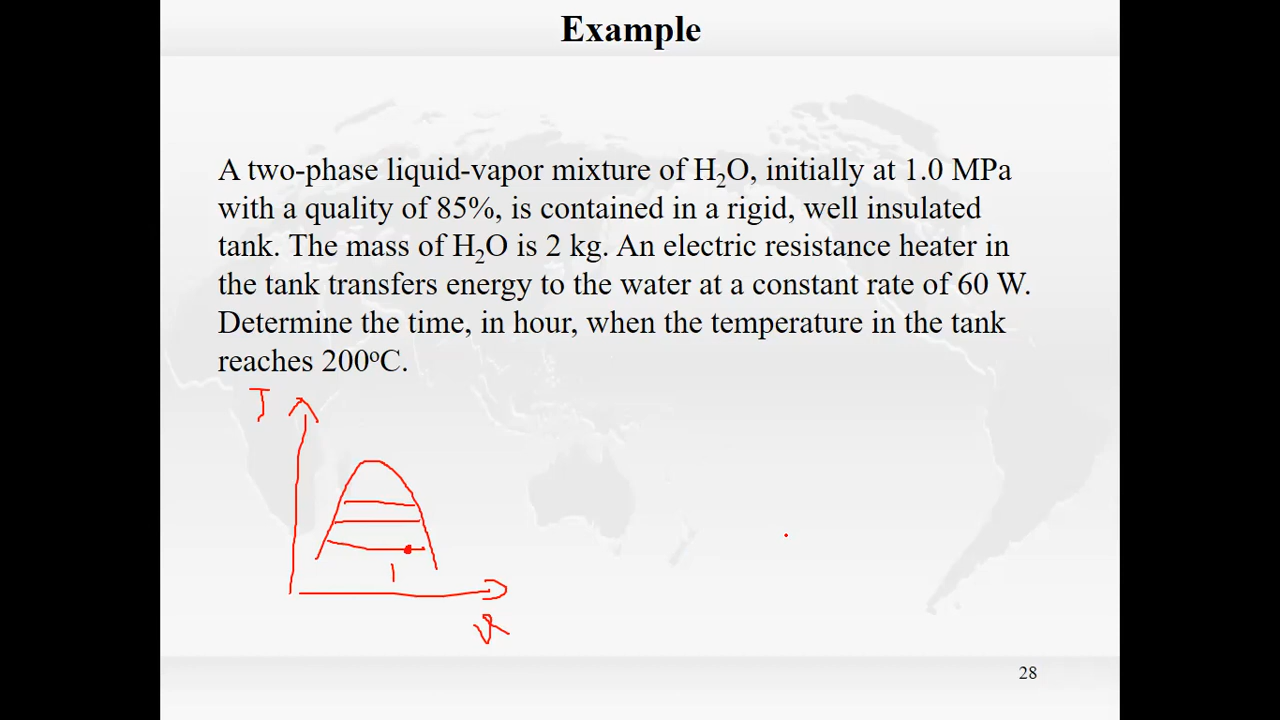 Example
A two-phase liquid-vapor mixture of H₂O, initially at 1.0 MPa
with a quality of 85%, is contained in a rigid, well insulated
tank. The mass of H₂O is 2 kg. An electric resistance heater in
the tank transfers energy to the water at a constant rate of 60 W.
Determine the time, in hour, when the temperature in the tank
reaches 200ᵒC.
T
1
v
28